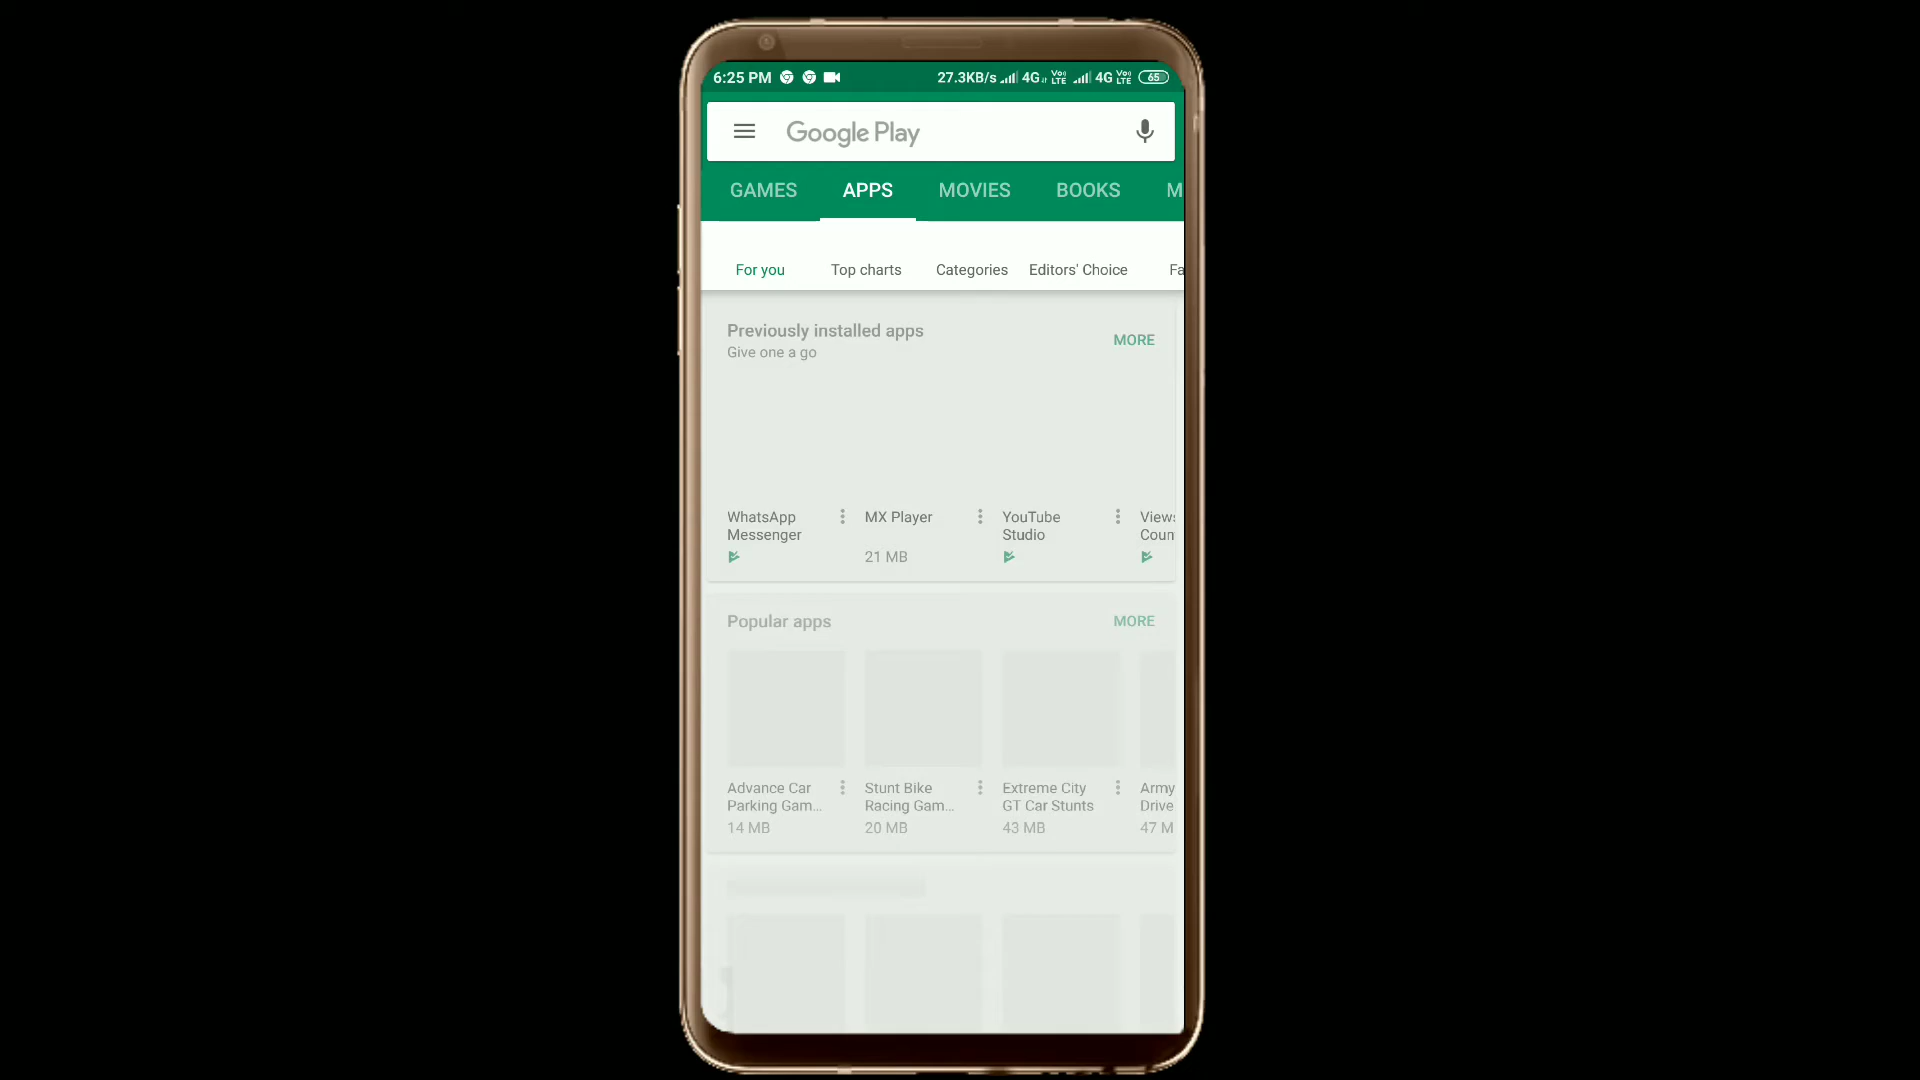 6:25 PM 27.3KB/s 4G Vo) LTE 4G Vo) LTE 65
Google Play
GAMES APPS MOVIES BOOKS M
For you Top charts Categories Editors' Choice Fa
Previously installed apps
MORE
Give one a go
WhatsApp Messenger
MX Player
21 MB
YouTube Studio
Views
Coun
Popular apps
MORE
Advance Car
Parking Gam...
14 MB
Stunt Bike
Racing Gam...
20 MB
Extreme City
GT Car Stunts
43 MB
Army
Drive
47 M